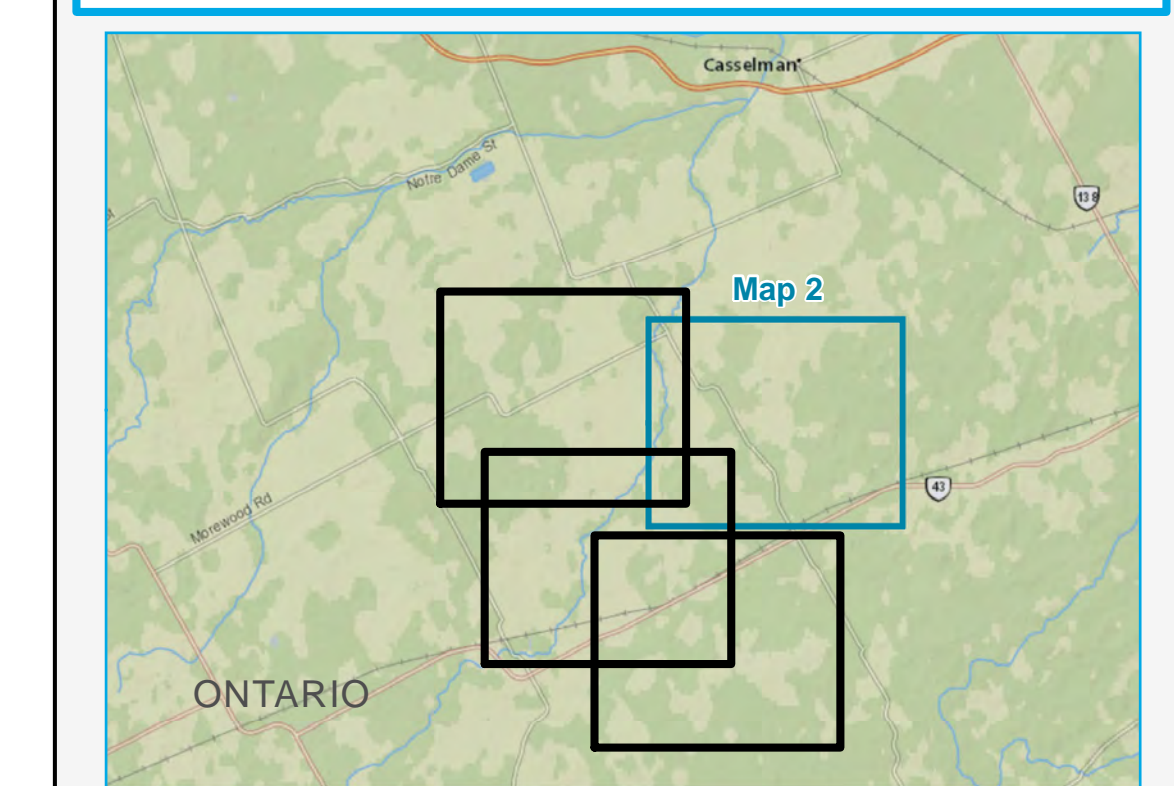 Casselman
Notre Dame St
138
Map 2
43
Morewood Rd
ONTARIO